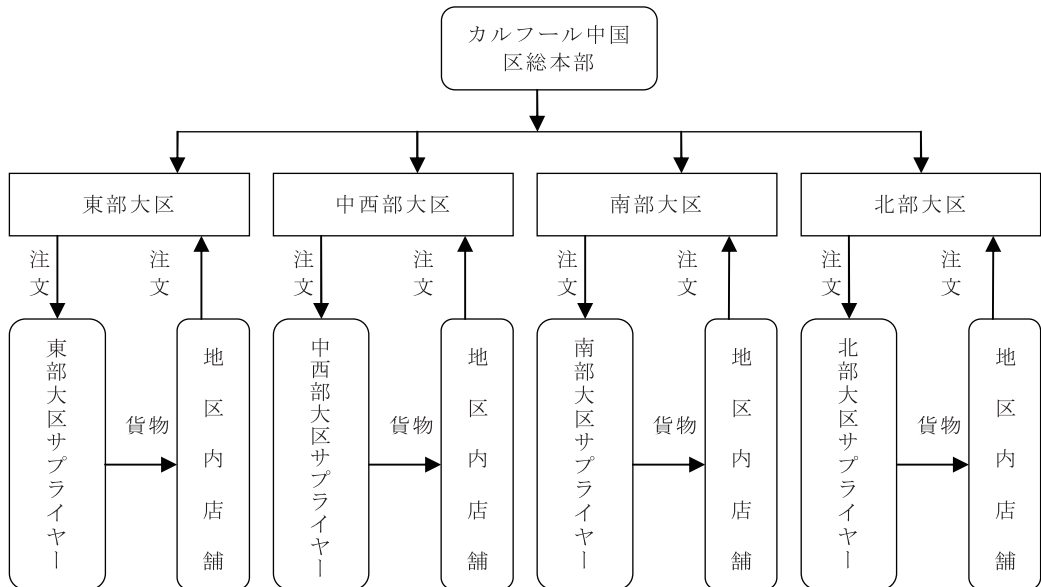 カルフール中国
区総本部
東部大区
中西部大区
南部大区
北部大区
注文
注文
注文
注文
注文
注文
注文
注文
東部大区サプライヤー
貨物
地区内店舗
中西部大区サプライヤー
貨物
地区内店舗
南部大区サプライヤー
貨物
地区内店舗
北部大区サプライヤー
貨物
地区内店舗